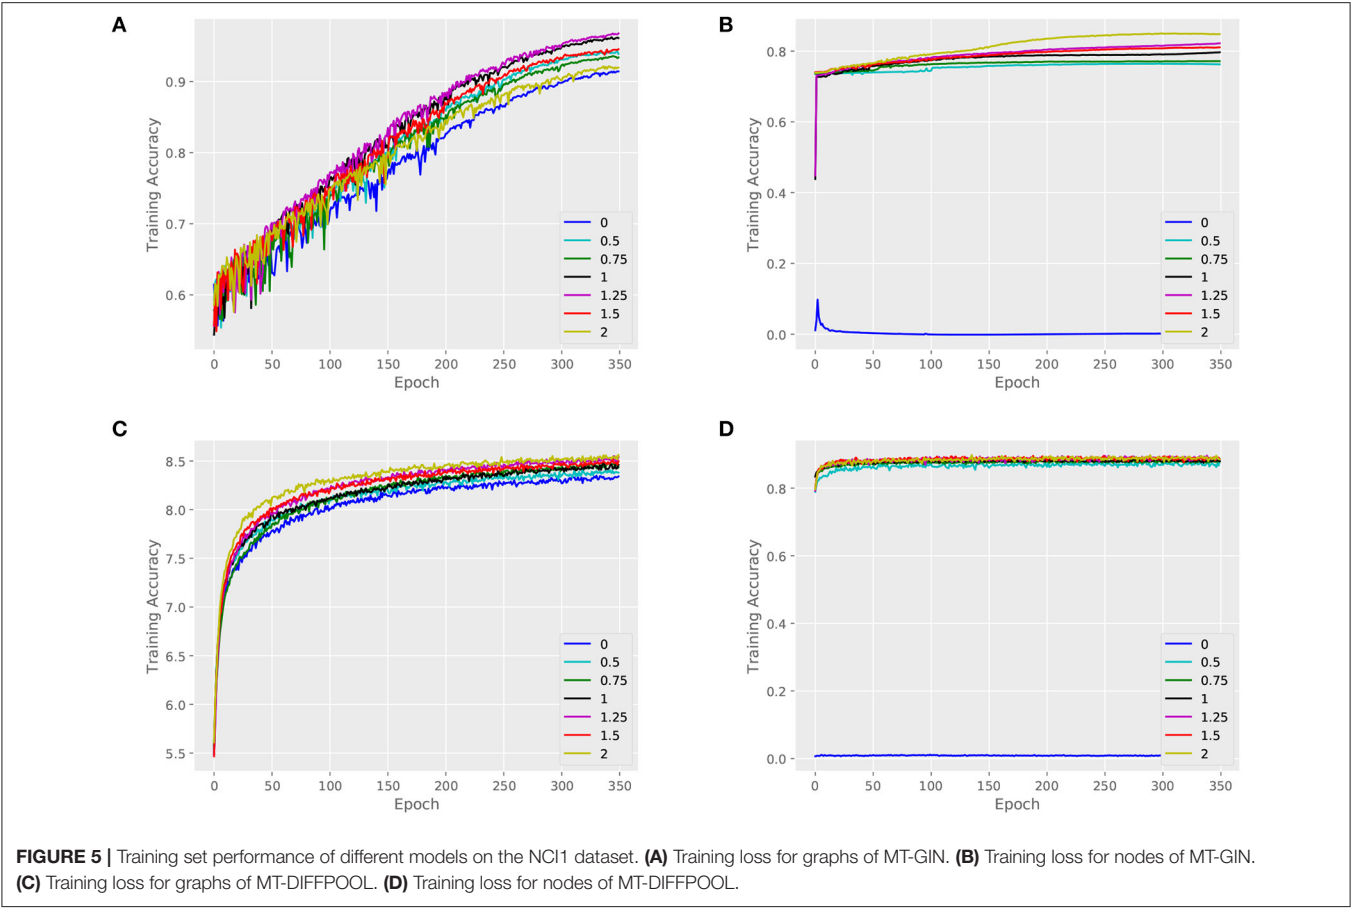 A
Training Accuracy
0.9
0.8
0.7
0.6
0
0.5
0.75
1
1.25
1.5
2
0 50 100 150 200 250 300 350
Epoch
B
Training Accuracy
0.8
0.6
0.4
0.2
0.0
0
0.5
0.75
1
1.25
1.5
2
0 50 100 150 200 250 300 350
Epoch
C
Training Accuracy
8.5
8.0
7.5
7.0
6.5
6.0
5.5
0
0.5
0.75
1
1.25
1.5
2
0 50 100 150 200 250 300 350
Epoch
D
Training Accuracy
0.8
0.6
0.4
0.2
0.0
0
0.5
0.75
1
1.25
1.5
2
0 50 100 150 200 250 300 350
Epoch
FIGURE 5 | Training set performance of different models on the NCI1 dataset. (A) Training loss for graphs of MT-GIN. (B) Training loss for nodes of MT-GIN.
(C) Training loss for graphs of MT-DIFFPOOL. (D) Training loss for nodes of MT-DIFFPOOL.